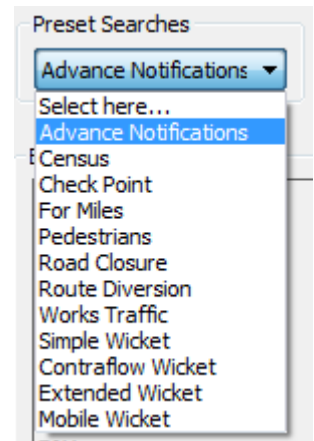 Preset Searches
Advance Notifications
Select here...
Advance Notifications
Census
Check Point
For Miles
Pedestrians
Road Closure
Route Diversion
Works Traffic
Simple Wicket
Contraflow Wicket
Extended Wicket
Mobile Wicket